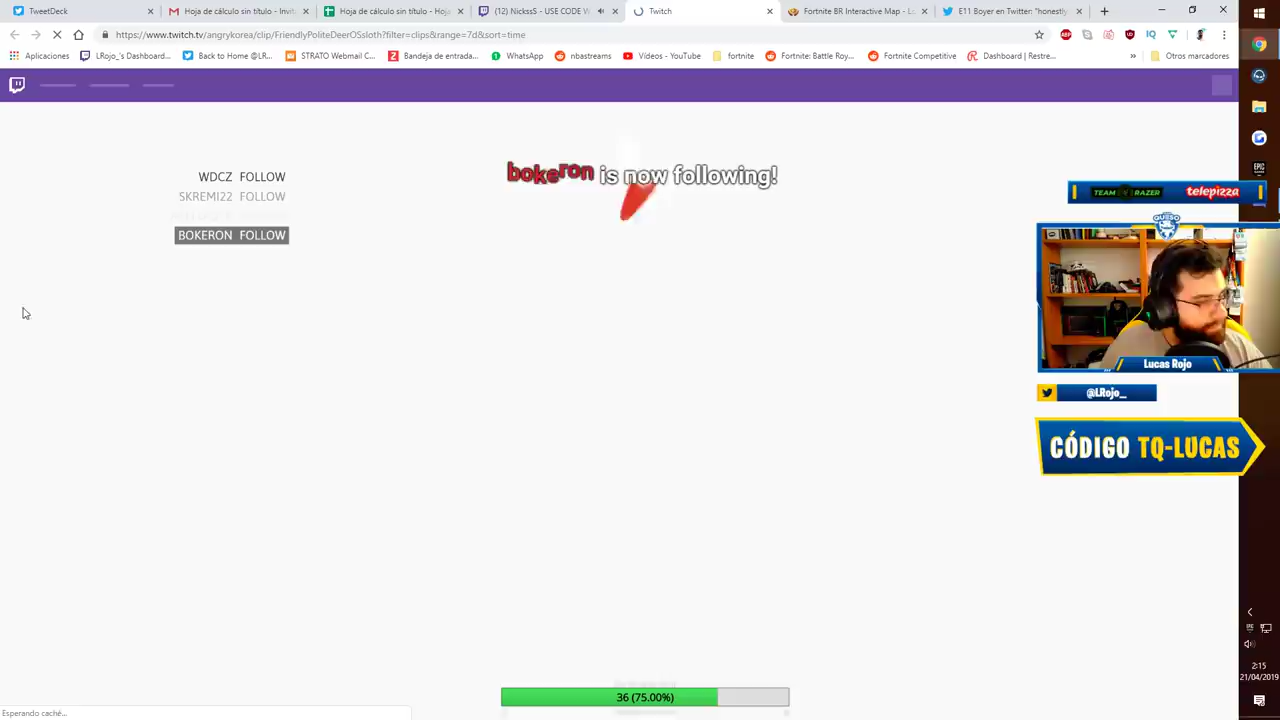 TweetDeck
Hoja de cálculo sin título - Invit
Hoja de cálculo sin título - Hoj
(12) NickssS - USE CODE W
Twitch
Fortnite BR Interactive Map - La
E11 Boyer en Twitter: "honestly
https://www.twitch.tv/angrykorea/clip/FriendlyPoliteDeerOSsloth?filter=clips&range=7d&sort=time
Aplicaciones
LRojo_'s Dashboard...
Back to Home @LR...
STRATO Webmail C...
Bandeja de entrada...
WhatsApp
nbastreams
Vídeos - YouTube
fortnite
Fortnite: Battle Roy...
Fortnite Competitive
Dashboard | Restre...
»
Otros marcadores
bokeron is now following!
WDCZ FOLLOW
SKREMI22 FOLLOW
BOKERON FOLLOW
TEAM RAZER
telepizza
QUESO
Lucas Rojo
@LRojo_
CÓDIGO TQ-LUCAS
36 (75.00%)
Esperando caché...
2:15
21/04/2019